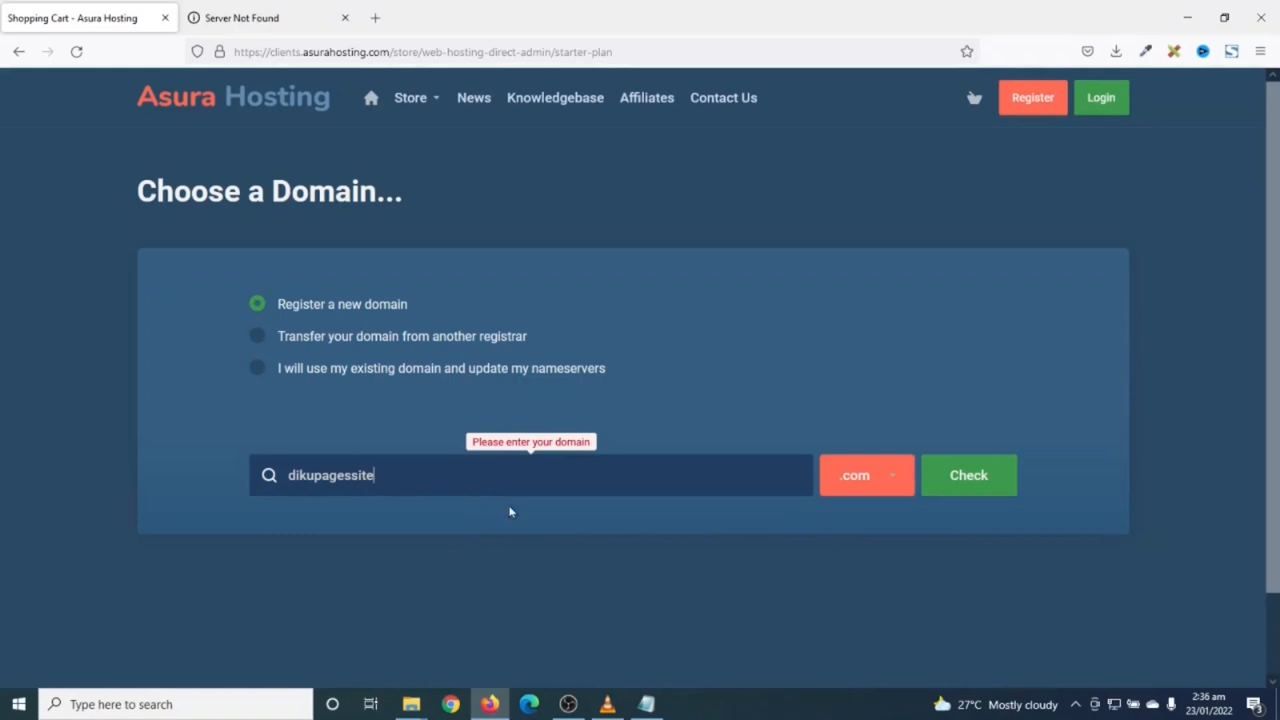 Shopping Cart - Asura Hosting
Server Not Found
https://clients.asurahosting.com/store/web-hosting-direct-admin/starter-plan
Asura Hosting
Store
News
Knowledgebase
Affiliates
Contact Us
Register
Login
Choose a Domain...
Register a new domain
Transfer your domain from another registrar
I will use my existing domain and update my nameservers
Please enter your domain
dikupagessite
.com
Check
Type here to search
27°C Mostly cloudy
2:36 am
23/01/2022
3